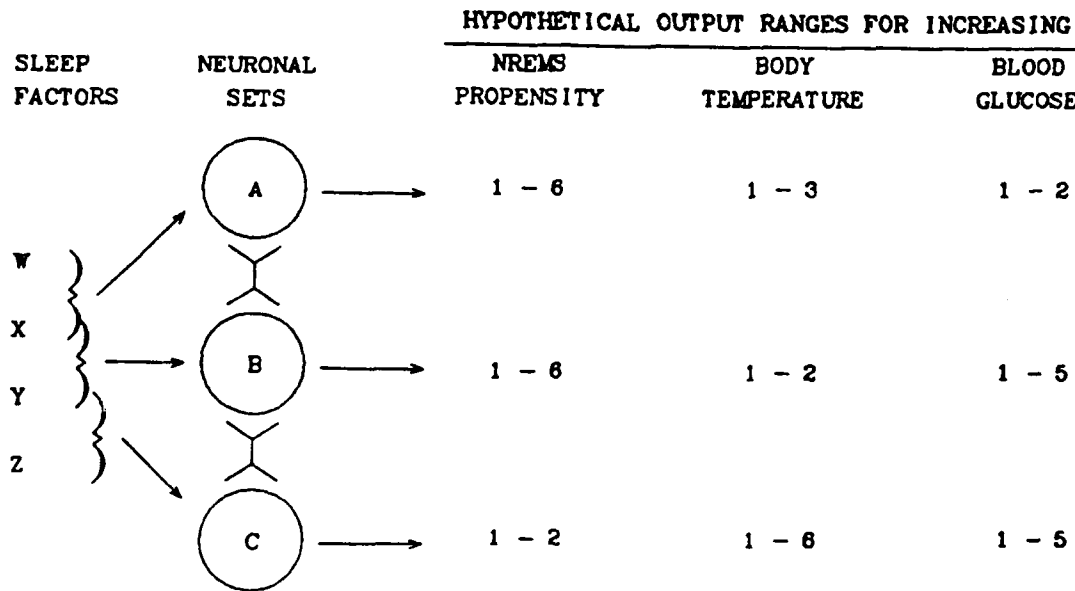 HYPOTHETICAL OUTPUT RANGES FOR INCREASING
SLEEP NEURONAL NREMS BODY BLOOD
FACTORS SETS PROPENSITY TEMPERATURE GLUCOSE
A 1 - 6 1 - 3 1 - 2
W
X
B 1 - 6 1 - 2 1 - 5
Y
Z
C 1 - 2 1 - 6 1 - 5